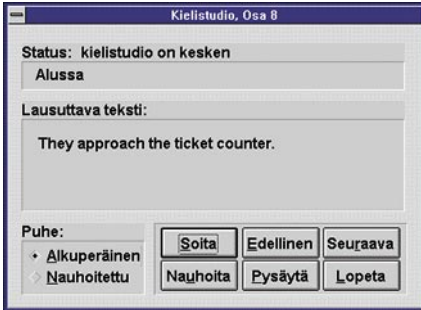 Kielistudio, Osa 8
Status: kielistudio on kesken
Alussa
Lausuttava teksti:
They approach the ticket counter.
Puhe:
Alkuperäinen
Nauhoitettu
Soita Edellinen Seuraava
Nauhoita Pysäytä Lopeta